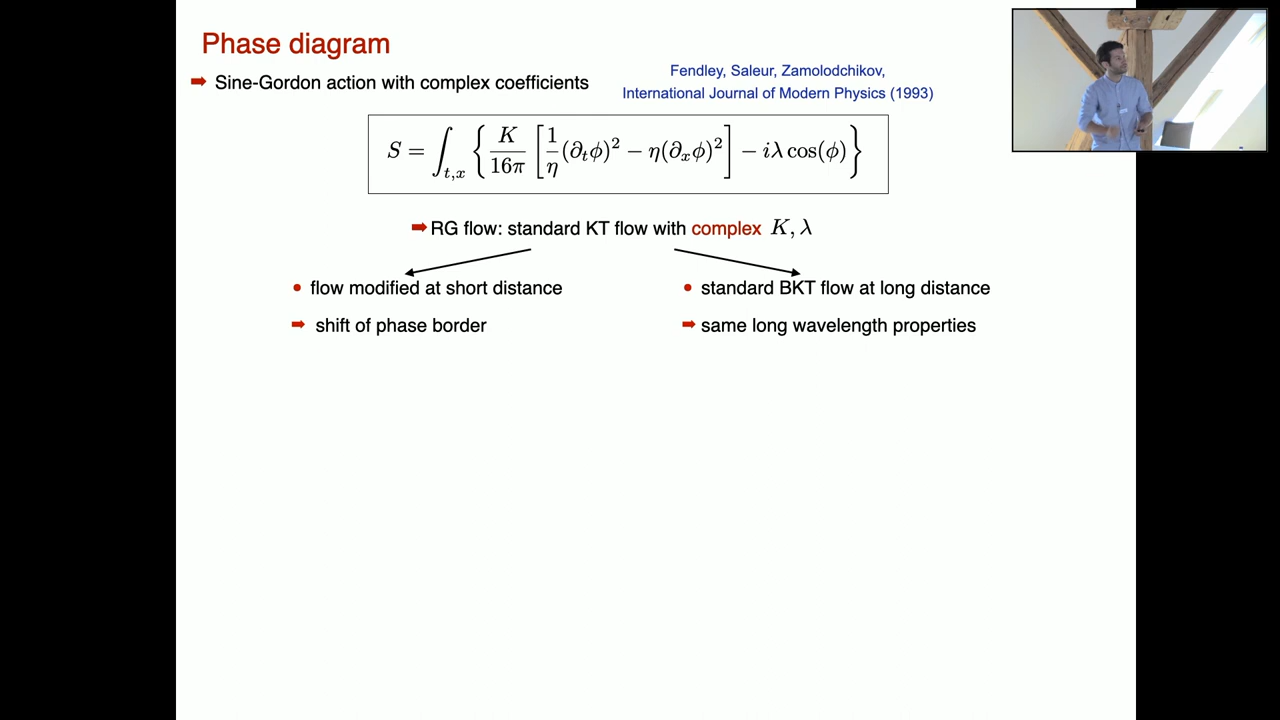 Phase diagram
➡ Sine-Gordon action with complex coefficients
Fendley, Saleur, Zamolodchikov,
International Journal of Modern Physics (1993)
S = ∫_{t,x} { K/16π [ 1/η (∂_t ϕ)² − η(∂_x ϕ)² ] − iλ cos(ϕ) }
➡ RG flow: standard KT flow with complex K, λ
• flow modified at short distance
➡ shift of phase border
• standard BKT flow at long distance
➡ same long wavelength properties